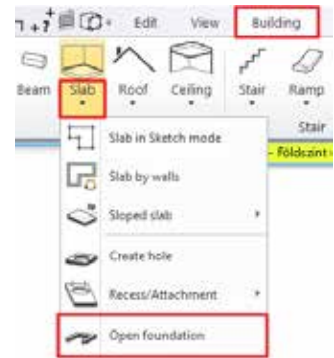 Edit View Building
Beam Slab Roof Ceiling Stair Ramp
Stair
Slab in Sketch mode
- Földszint
Slab by walls
Sloped slab
Create hole
Recess/Attachment
Open foundation